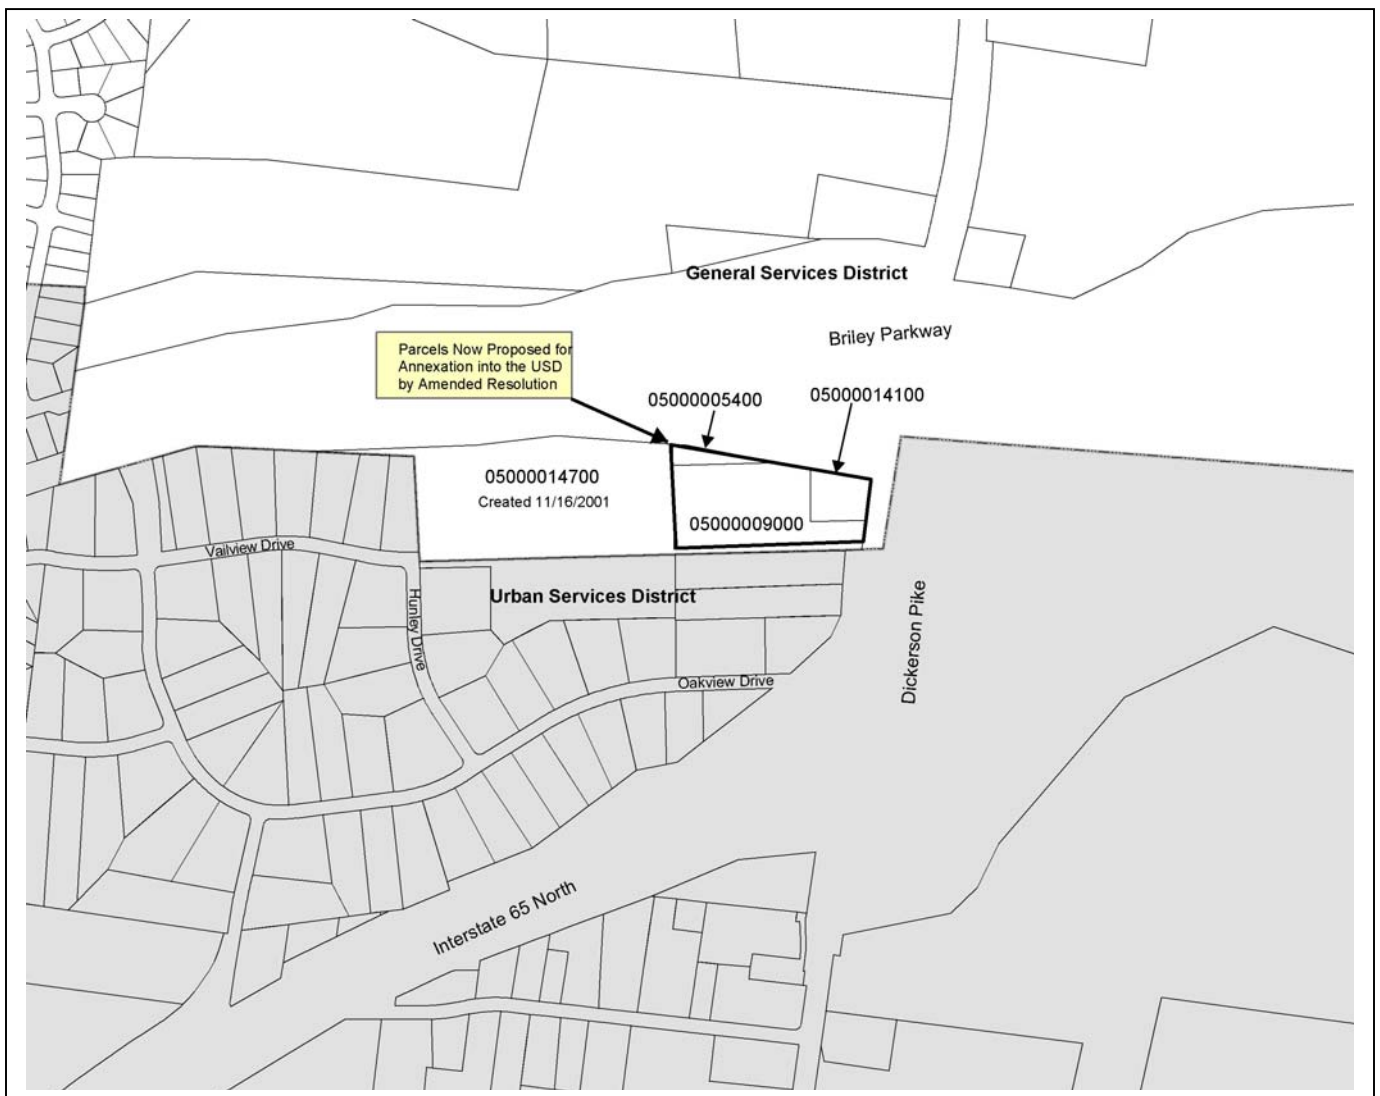 General Services District
Briley Parkway
Parcels Now Proposed for
Annexation into the USD
by Amended Resolution
05000005400
05000014100
05000014700
Created 11/16/2001
05000009000
Vailview Drive
Hunley Drive
Urban Services District
Dickerson Pike
Oakview Drive
Interstate 65 North